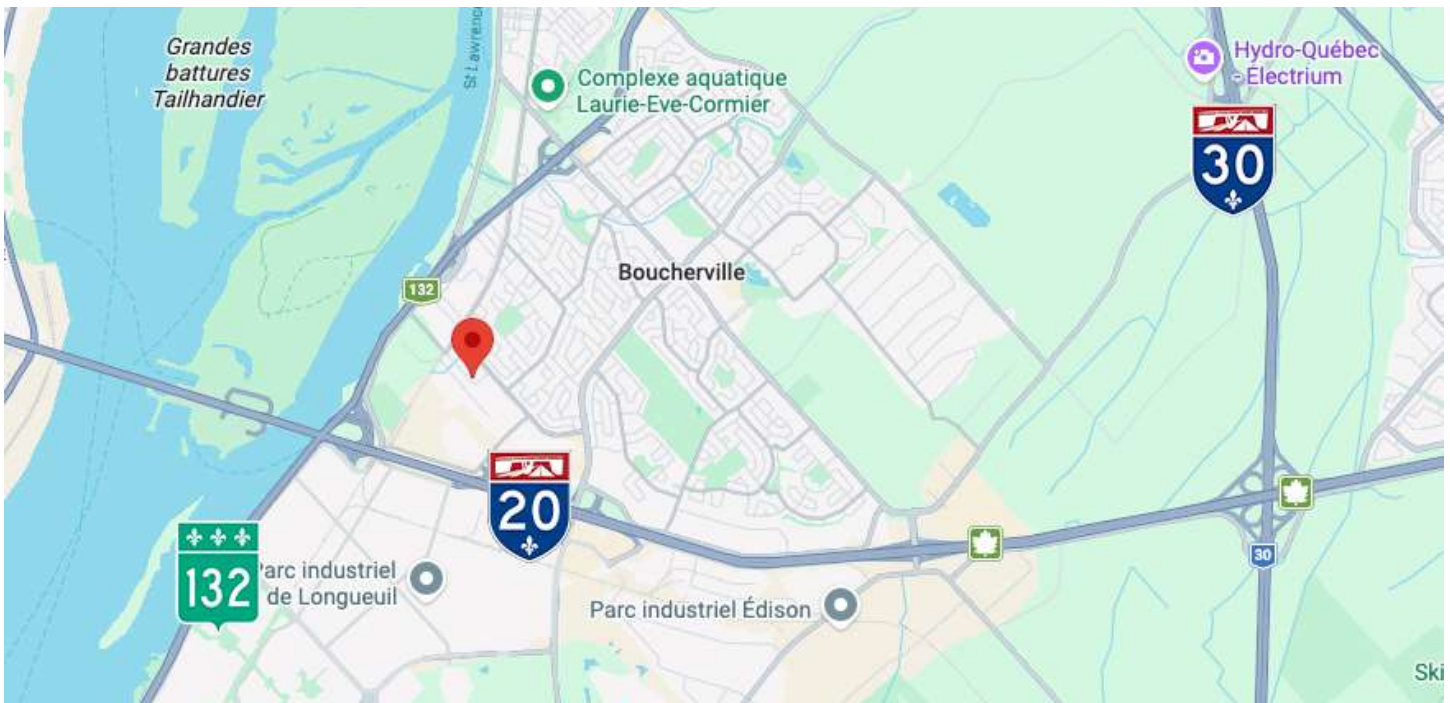 Grandes
battures
Tailhandier
St Lawrence
Complexe aquatique
Laurie-Eve-Cormier
Hydro-Québec
- Électrium
30
132
Boucherville
20
132
Parc industriel
de Longueuil
Parc industriel Édison
30
Ski